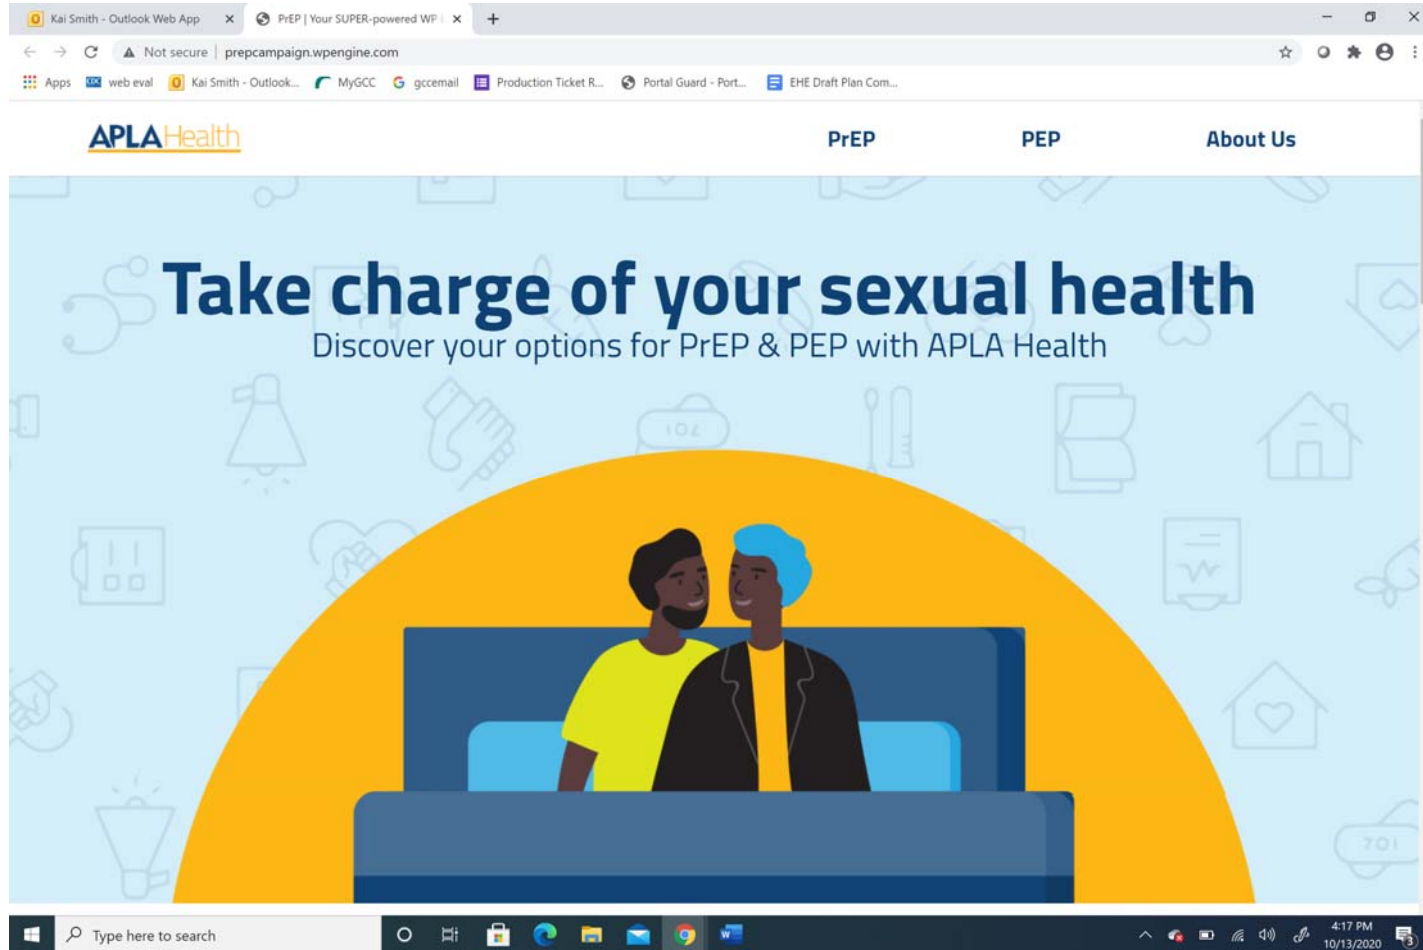 Kai Smith - Outlook Web App
PrEP | Your SUPER-powered WP
Not secure | prepcampaign.wpengine.com
Apps web eval Kai Smith - Outlook... MyGCC gccemail Production Ticket R... Portal Guard - Port... EHE Draft Plan Com...
APLAHealth PrEP PEP About Us
Take charge of your sexual health
Discover your options for PrEP & PEP with APLA Health
701
701
Type here to search
4:17 PM
10/13/2020